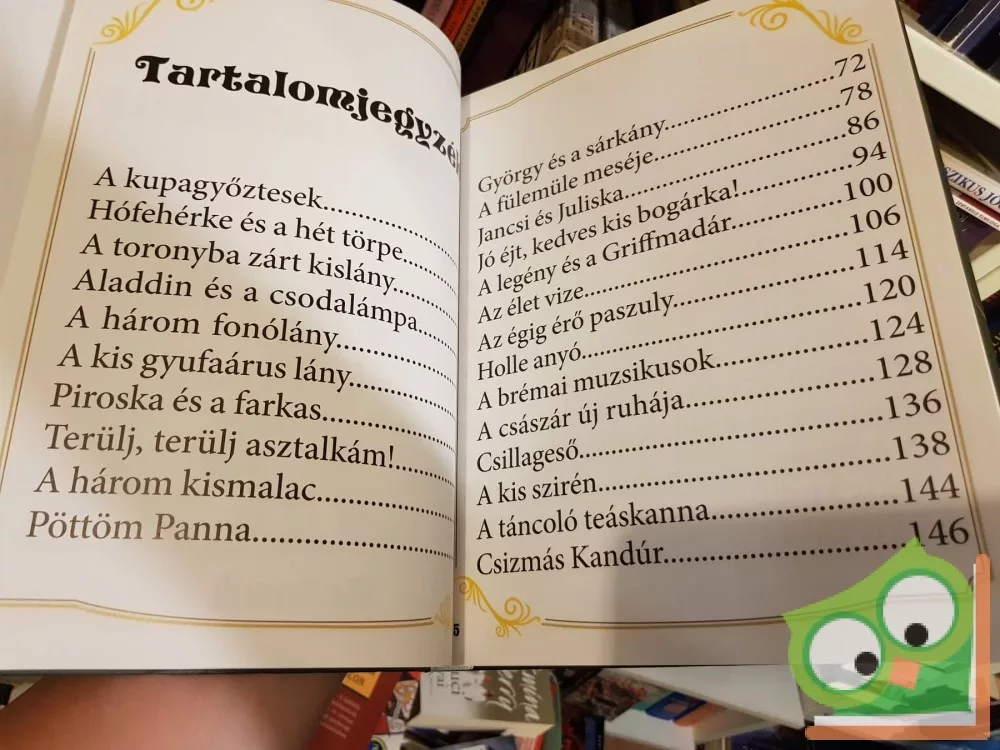 Tartalomjegyzé
A kupagyőztesek........................
Hófehérke és a hét törpe........................
A toronyba zárt kislány........................
Aladdin és a csodalámpa........................
A három fonólány........................
A kis gyufaárus lány........................
Piroska és a farkas........................
Terülj, terülj asztalkám!........................
A három kismalac........................
Pöttöm Panna........................
5
György és a sárkány........................72
A fülemüle meséje........................78
Jancsi és Juliska........................86
Jó éjt, kedves kis bogárka!........................94
A legény és a Griffmadár........................100
Az élet vize........................106
Az égig érő paszuly........................114
Holle anyó........................120
A brémai muzsikusok........................124
A császár új ruhája........................128
Csillageső........................136
A kis szirén........................138
A táncoló teáskanna........................144
Csizmás Kandúr........................146